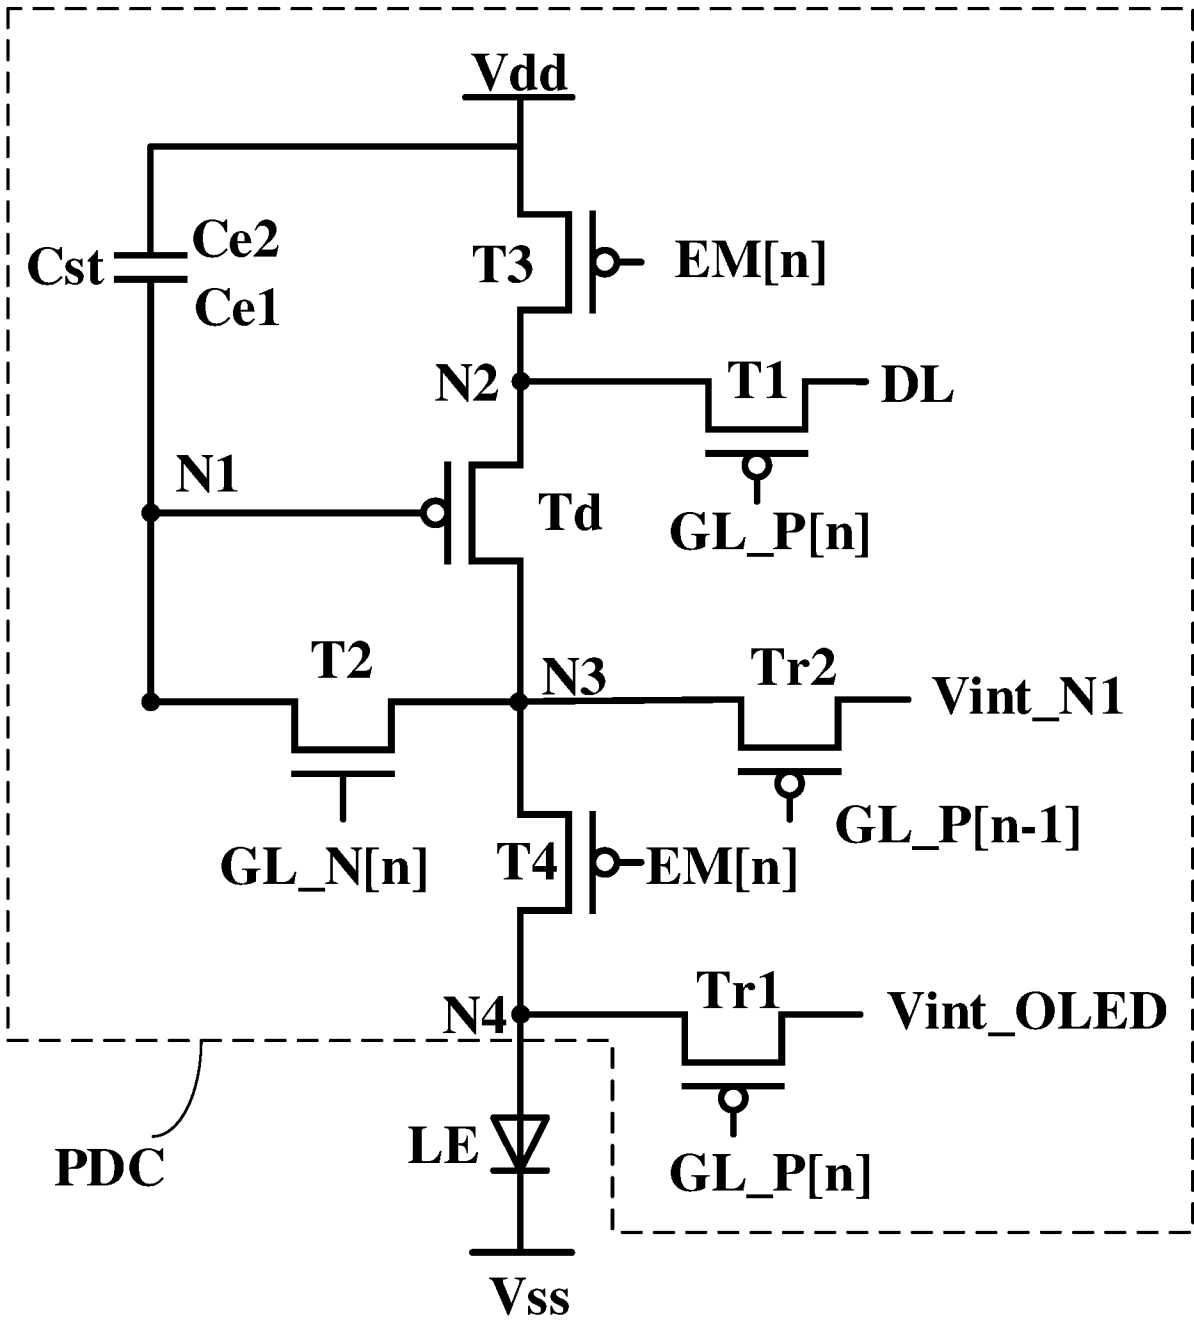 Vdd
Ce2
Cst
T3
EM[n]
Ce1
N2
T1
DL
N1
Td
GL_P[n]
T2
N3
Tr2
Vint_N1
GL_P[n-1]
GL_N[n]
T4
EM[n]
Tr1
N4
Vint_OLED
LE
PDC
GL_P[n]
Vss